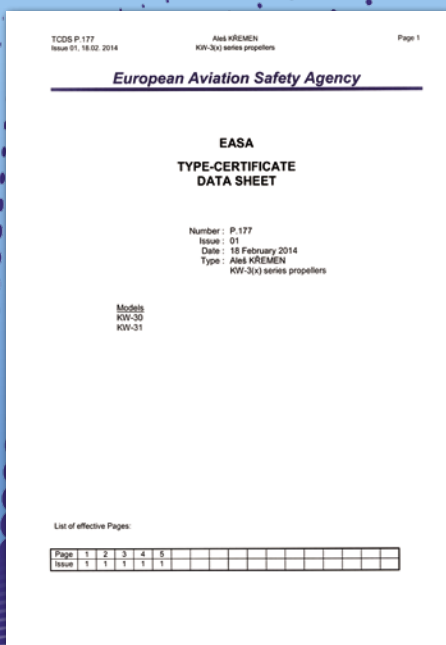 TCDS P.177 Aleš KŘEMEN Page 1
Issue 01, 18.02. 2014 KW-3(x) series propellers
European Aviation Safety Agency
EASA
TYPE-CERTIFICATE
DATA SHEET
Number : P.177
Issue : 01
Date : 18 February 2014
Type : Aleš KŘEMEN
KW-3(x) series propellers
Models
KW-30
KW-31
List of effective Pages:
Page 1 2 3 4 5
Issue 1 1 1 1 1